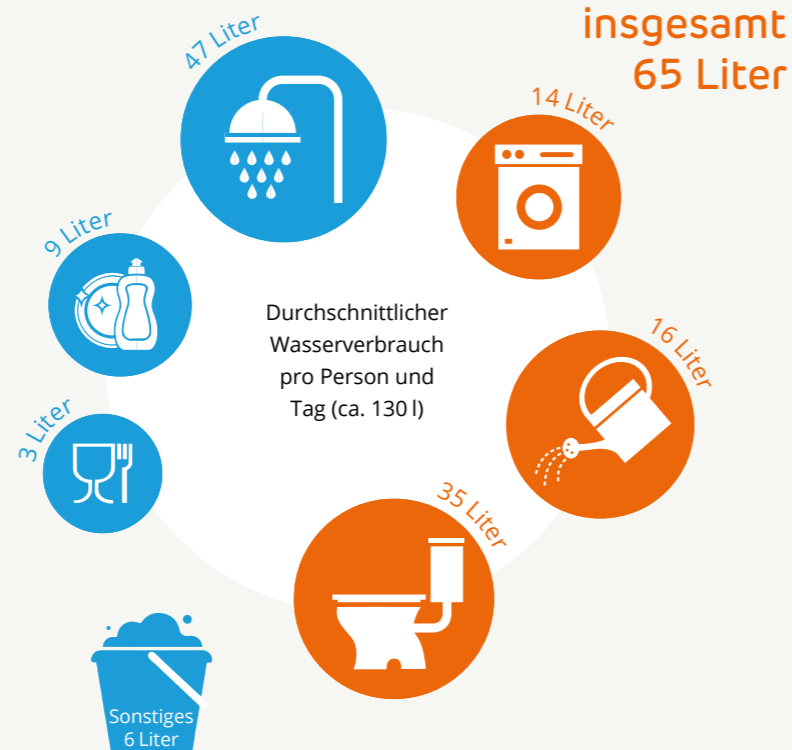 insgesamt
65 Liter
47 Liter
14 Liter
9 Liter
16 Liter
Durchschnittlicher
Wasserverbrauch
pro Person und
Tag (ca. 130 l)
3 Liter
35 Liter
Sonstiges
6 Liter